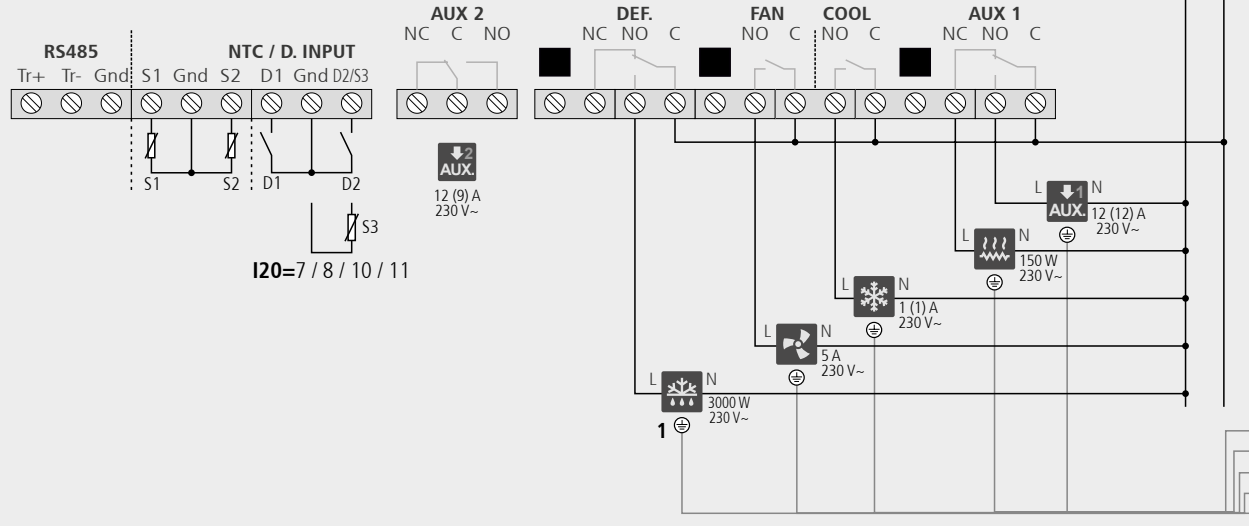 AUX 2 DEF. FAN COOL AUX 1
NC C NO NC NO C NO C NO C NC NO C
RS485 NTC / D. INPUT
Tr+ Tr- Gnd S1 Gnd S2 D1 Gnd D2/S3
S1 S2 D1 D2
2
AUX.
12 (9) A
230 V~
S3
I20=7 / 8 / 10 / 11
L 1 N
AUX.
12 (12) A
230 V~
L N
150 W
230 V~
L N
1 (1) A
230 V~
L N
5 A
230 V~
L N
3000 W
230 V~
1